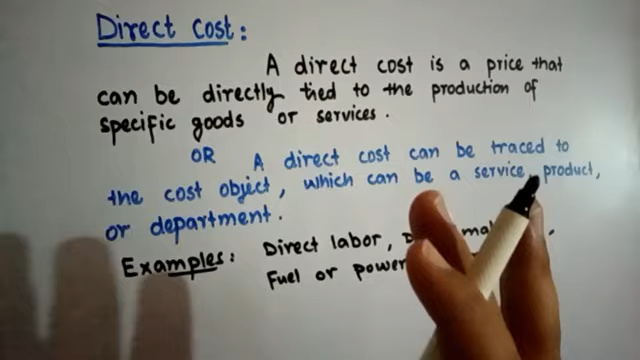 Direct Cost:
A direct cost is a price that
can be directly tied to the production of
specific goods or services.
OR A direct cost can be traced to
the cost object, which can be a service, product,
or department.
Examples: Direct labor,
Fuel or power